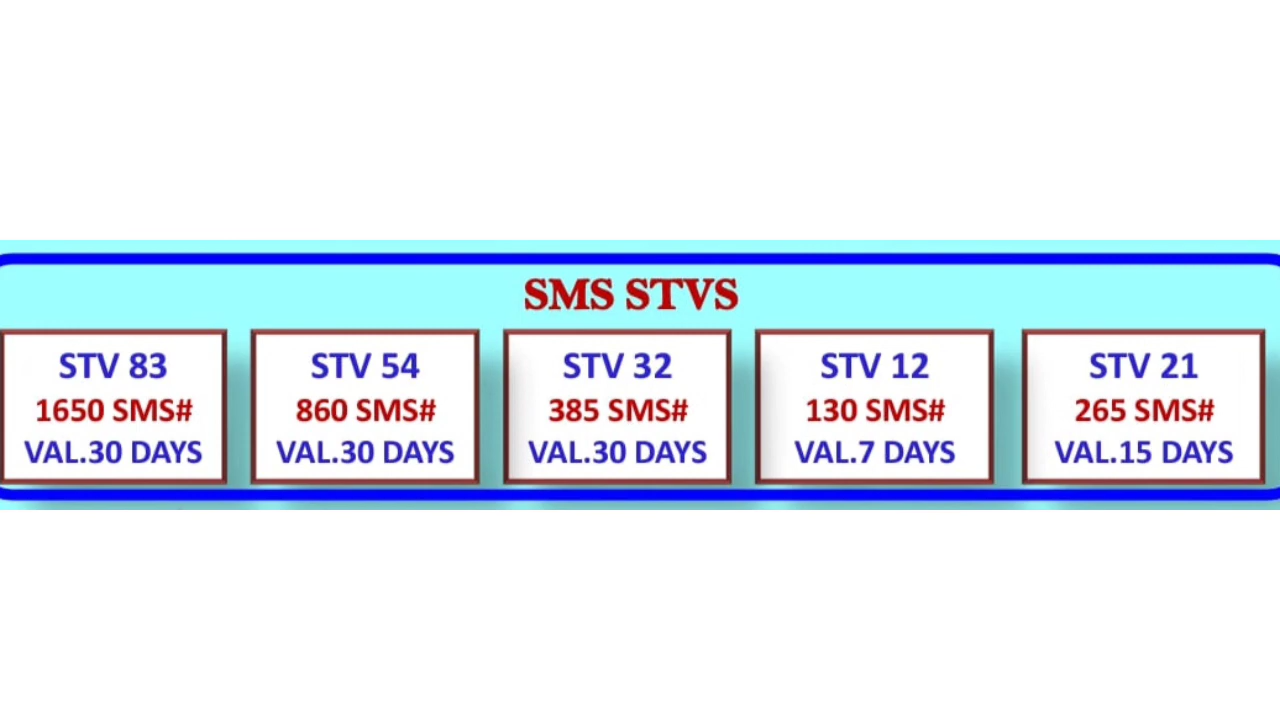 SMS STVS
STV 83
1650 SMS#
VAL.30 DAYS
STV 54
860 SMS#
VAL.30 DAYS
STV 32
385 SMS#
VAL.30 DAYS
STV 12
130 SMS#
VAL.7 DAYS
STV 21
265 SMS#
VAL.15 DAYS